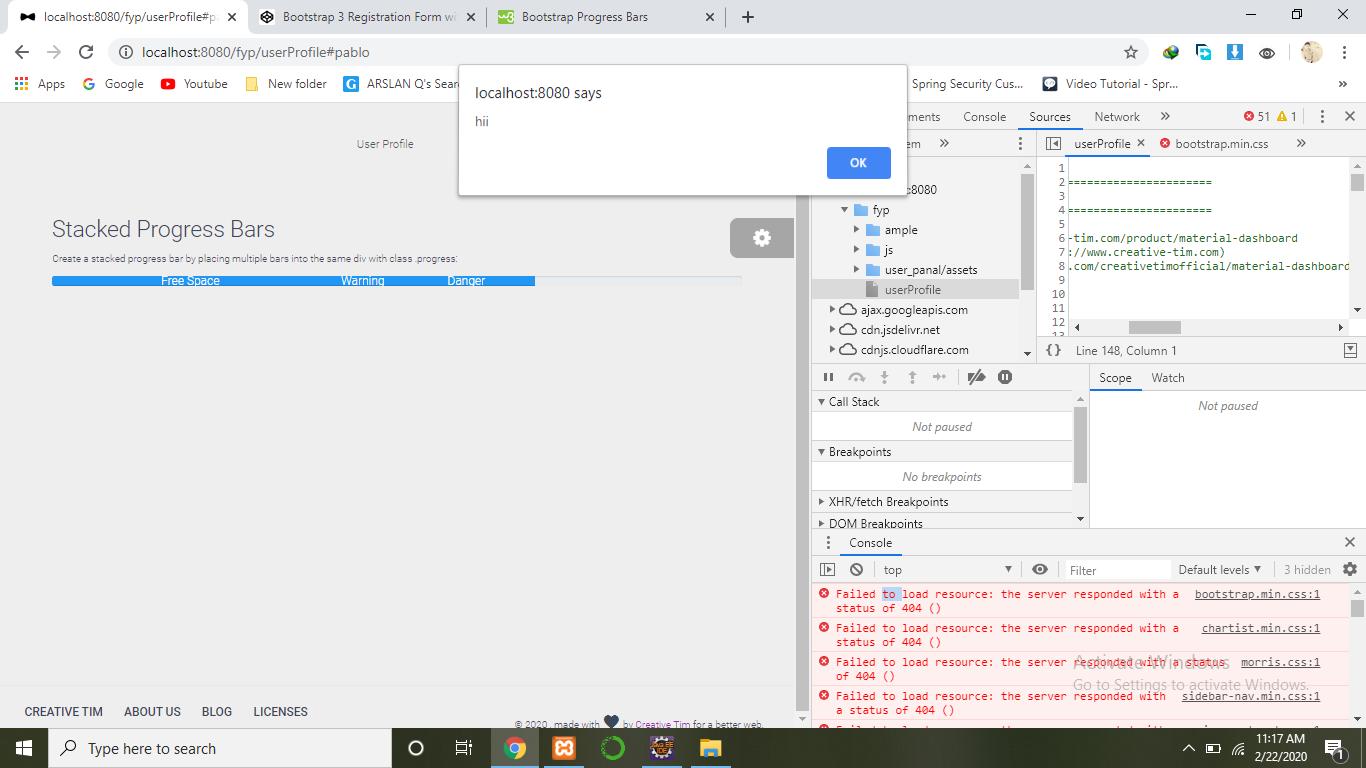 localhost:8080/fyp/userProfile#p
Bootstrap 3 Registration Form wi
Bootstrap Progress Bars
localhost:8080/fyp/userProfile#pablo
Apps
Google
Youtube
New folder
ARSLAN Q's Sear
Spring Security Cus...
Video Tutorial - Spr...
localhost:8080 says
hii
OK
User Profile
Stacked Progress Bars
Create a stacked progress bar by placing multiple bars into the same div with class .progress:
Free Space Warning Danger
CREATIVE TIM ABOUT US BLOG LICENSES
© 2020 , made with by Creative Tim for a better web.
ments Console Sources Network » 51 1
em »
userProfile bootstrap.min.css »
:8080
fyp
ample
js
user_panal/assets
userProfile
ajax.googleapis.com
cdn.jsdelivr.net
cdnjs.cloudflare.com
1
2 ======================
3
4 ======================
5
6 -tim.com/product/material-dashboard
7 ://www.creative-tim.com)
8 .com/creativetimofficial/material-dashboard
9
10
11
12
13
{} Line 148, Column 1
Call Stack
Not paused
Breakpoints
No breakpoints
XHR/fetch Breakpoints
DOM Breakpoints
Scope Watch
Not paused
Console
top Filter Default levels 3 hidden
Failed to load resource: the server responded with a bootstrap.min.css:1
status of 404 ()
Failed to load resource: the server responded with a chartist.min.css:1
status of 404 ()
Failed to load resource: the server responded with a status morris.css:1
of 404 ()
Failed to load resource: the server responded with sidebar-nav.min.css:1
a status of 404 ()
Activate Windows
Go to Settings to activate Windows.
Type here to search
11:17 AM
2/22/2020
1